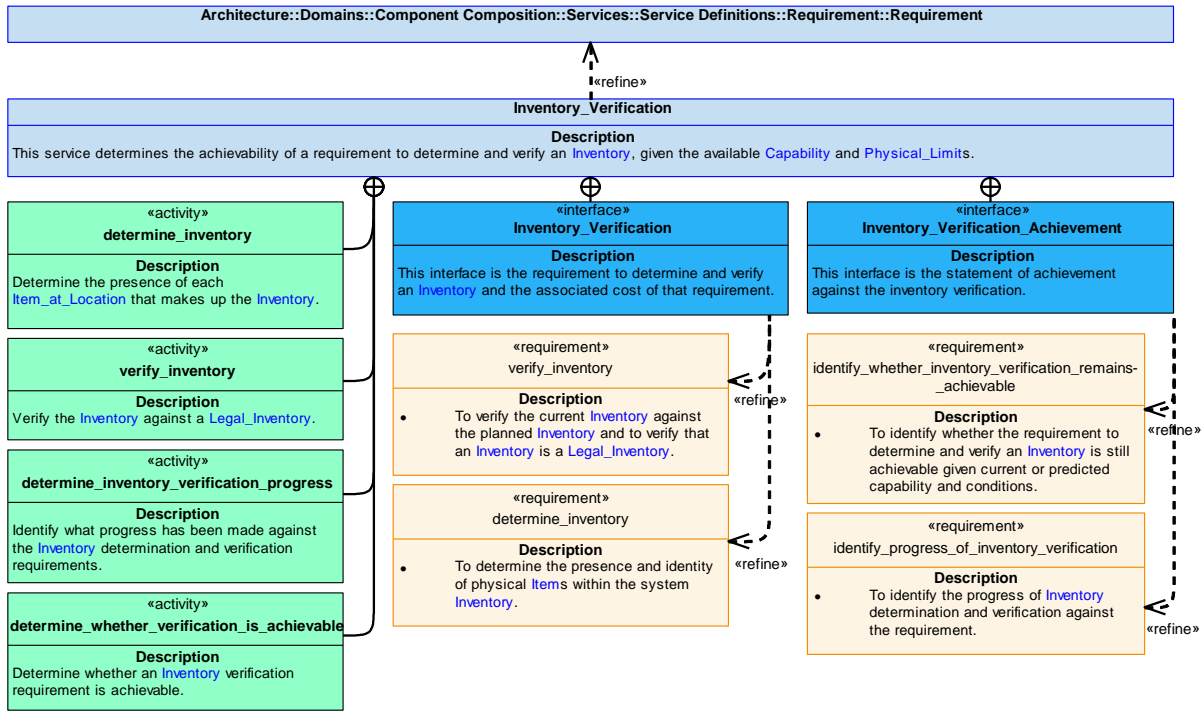 Architecture::Domains::Component Composition::Services::Service Definitions::Requirement::Requirement
«refine»
Inventory_Verification
Description
This service determines the achievability of a requirement to determine and verify an Inventory, given the available Capability and Physical_Limits.
«activity»
determine_inventory
Description
Determine the presence of each
Item_at_Location that makes up the Inventory.
«activity»
verify_inventory
Description
Verify the Inventory against a Legal_Inventory.
«activity»
determine_inventory_verification_progress
Description
Identify what progress has been made against
the Inventory determination and verification
requirements.
«activity»
determine_whether_verification_is_achievable
Description
Determine whether an Inventory verification
requirement is achievable.
«interface»
Inventory_Verification
Description
This interface is the requirement to determine and verify
an Inventory and the associated cost of that requirement.
«requirement»
verify_inventory
Description
• To verify the current Inventory against
the planned Inventory and to verify that
an Inventory is a Legal_Inventory.
«refine»
«requirement»
determine_inventory
Description
• To determine the presence and identity
of physical Items within the system
Inventory.
«refine»
«interface»
Inventory_Verification_Achievement
Description
This interface is the statement of achievement
against the inventory verification.
«requirement»
identify_whether_inventory_verification_remains-
_achievable
Description
• To identify whether the requirement to
determine and verify an Inventory is still
achievable given current or predicted
capability and conditions.
«refine»
«requirement»
identify_progress_of_inventory_verification
Description
• To identify the progress of Inventory
determination and verification against
the requirement.
«refine»